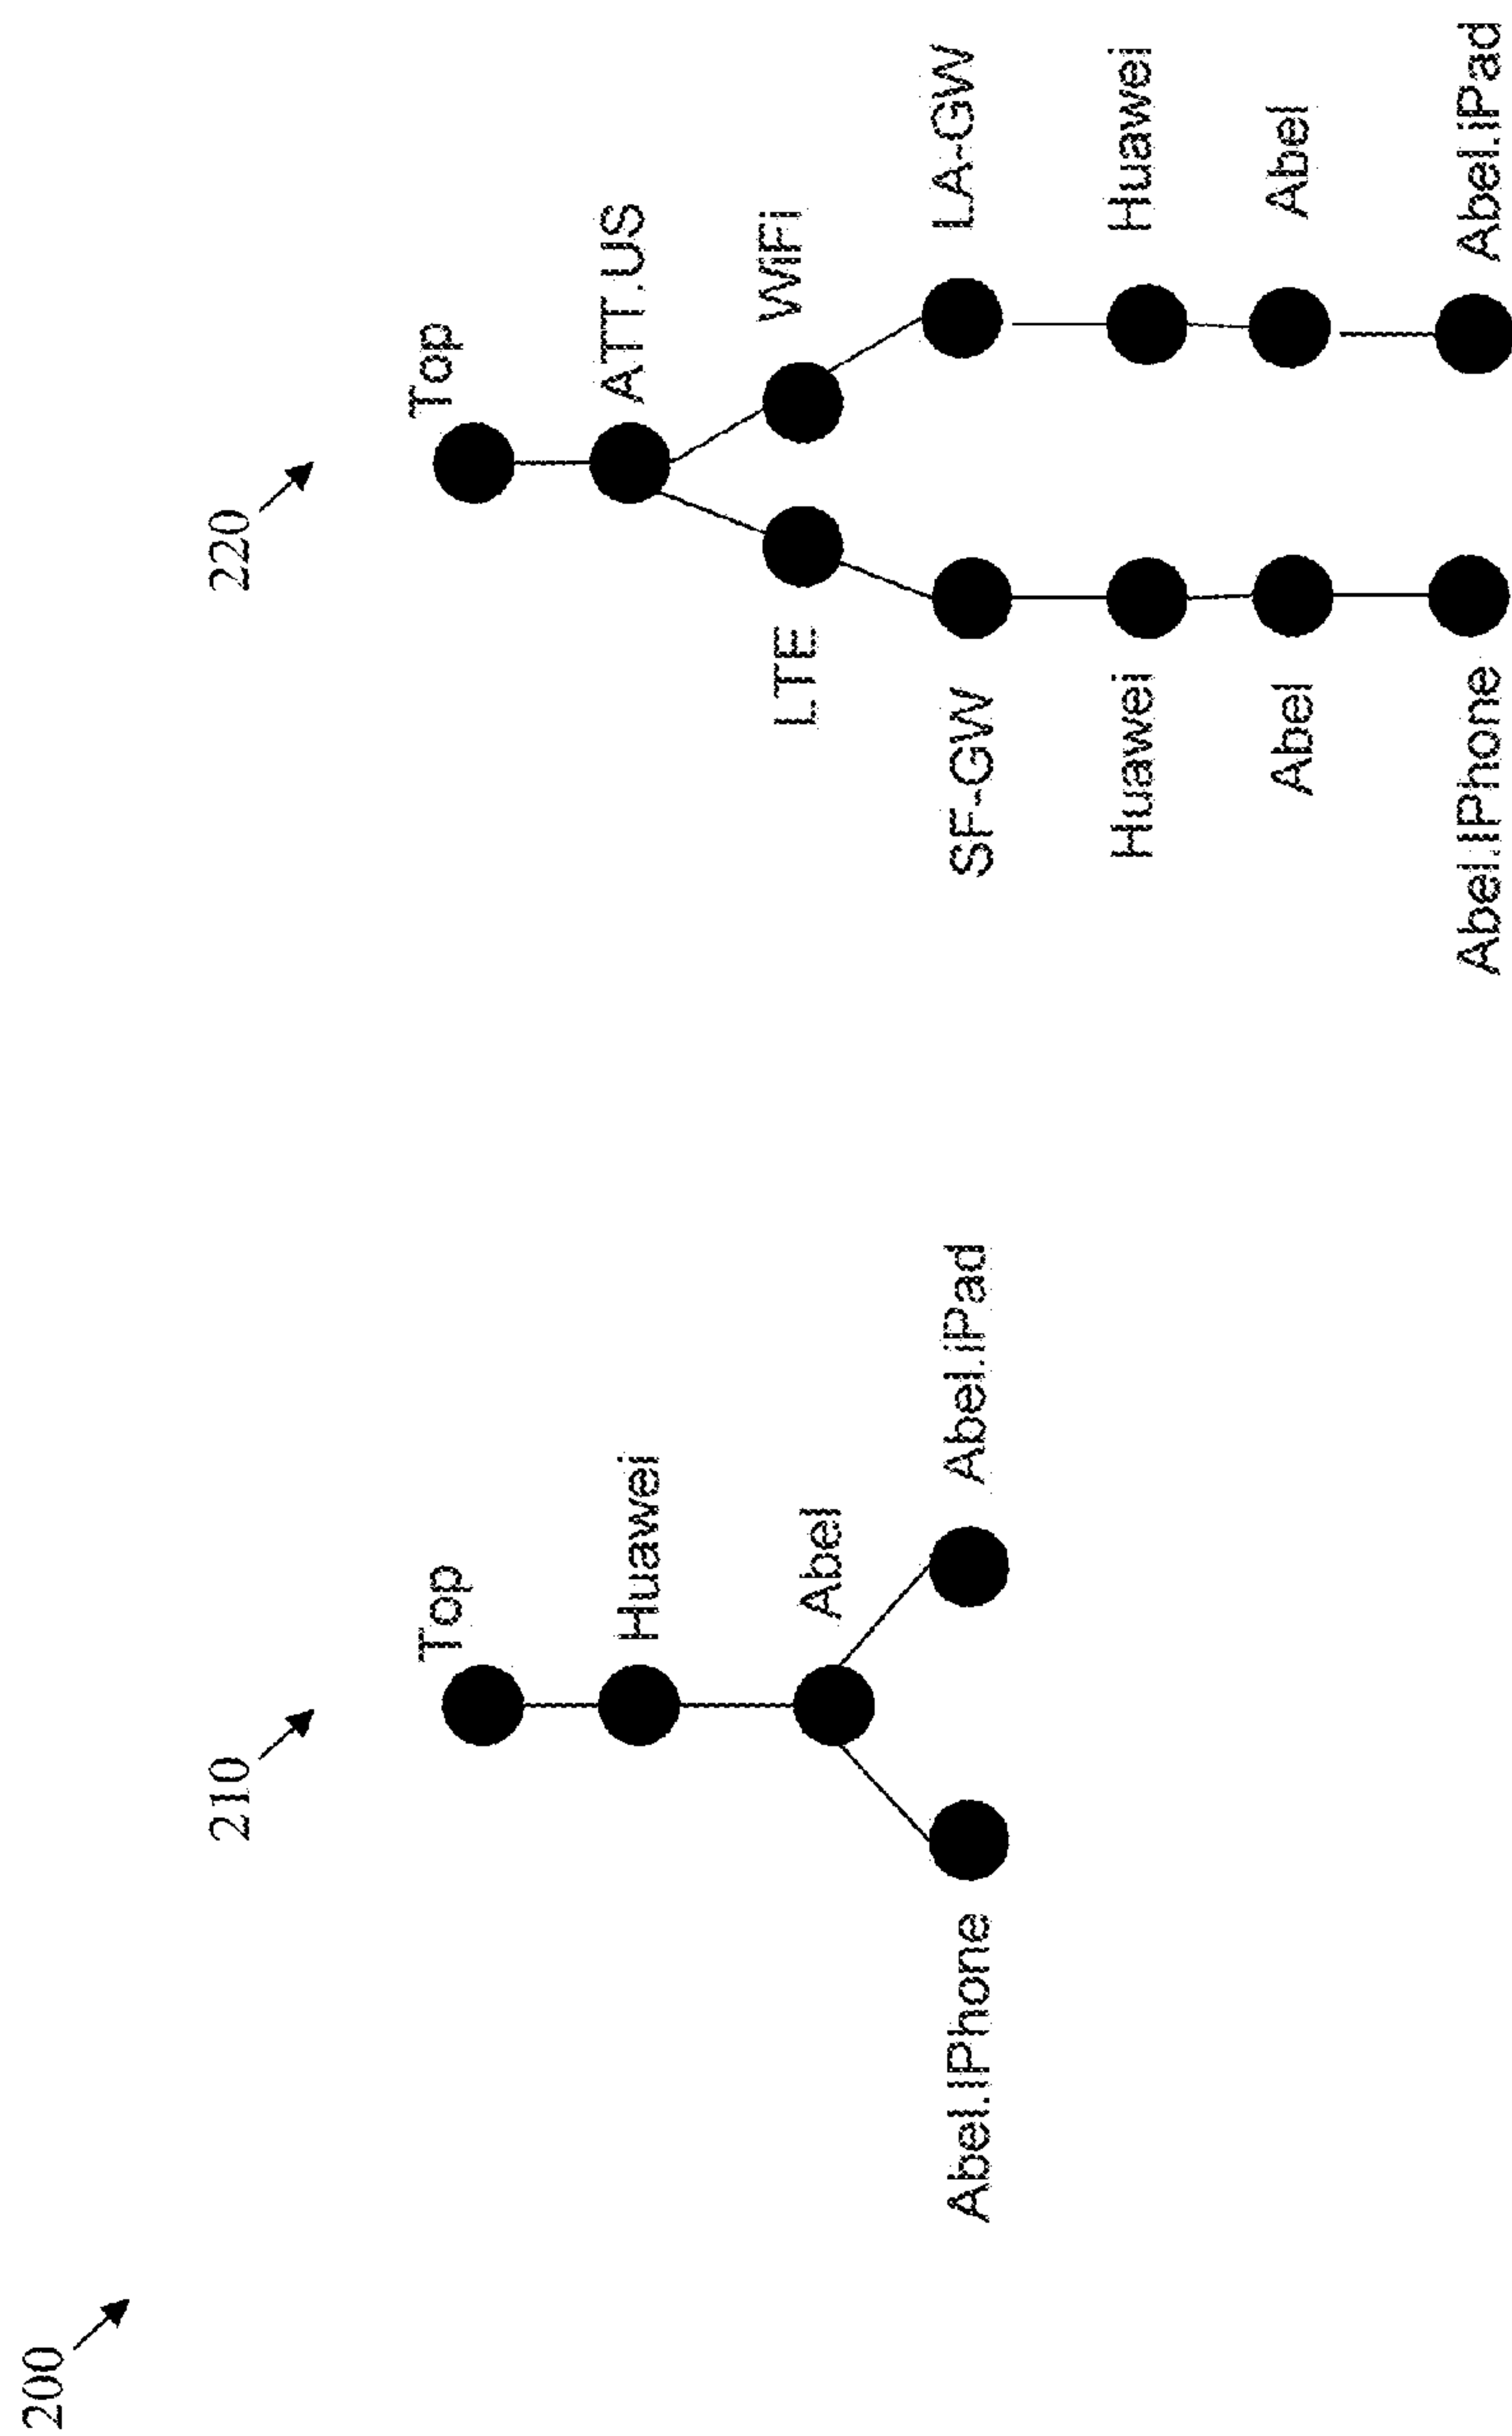 200
210
Top
Huawei
Abel
Abel.iPhone
Abel.iPad
220
Top
ATT.US
LTE
WiFi
SF-GW
LA-GW
Huawei
Huawei
Abel
Abel
Abel.iPhone
Abel.iPad